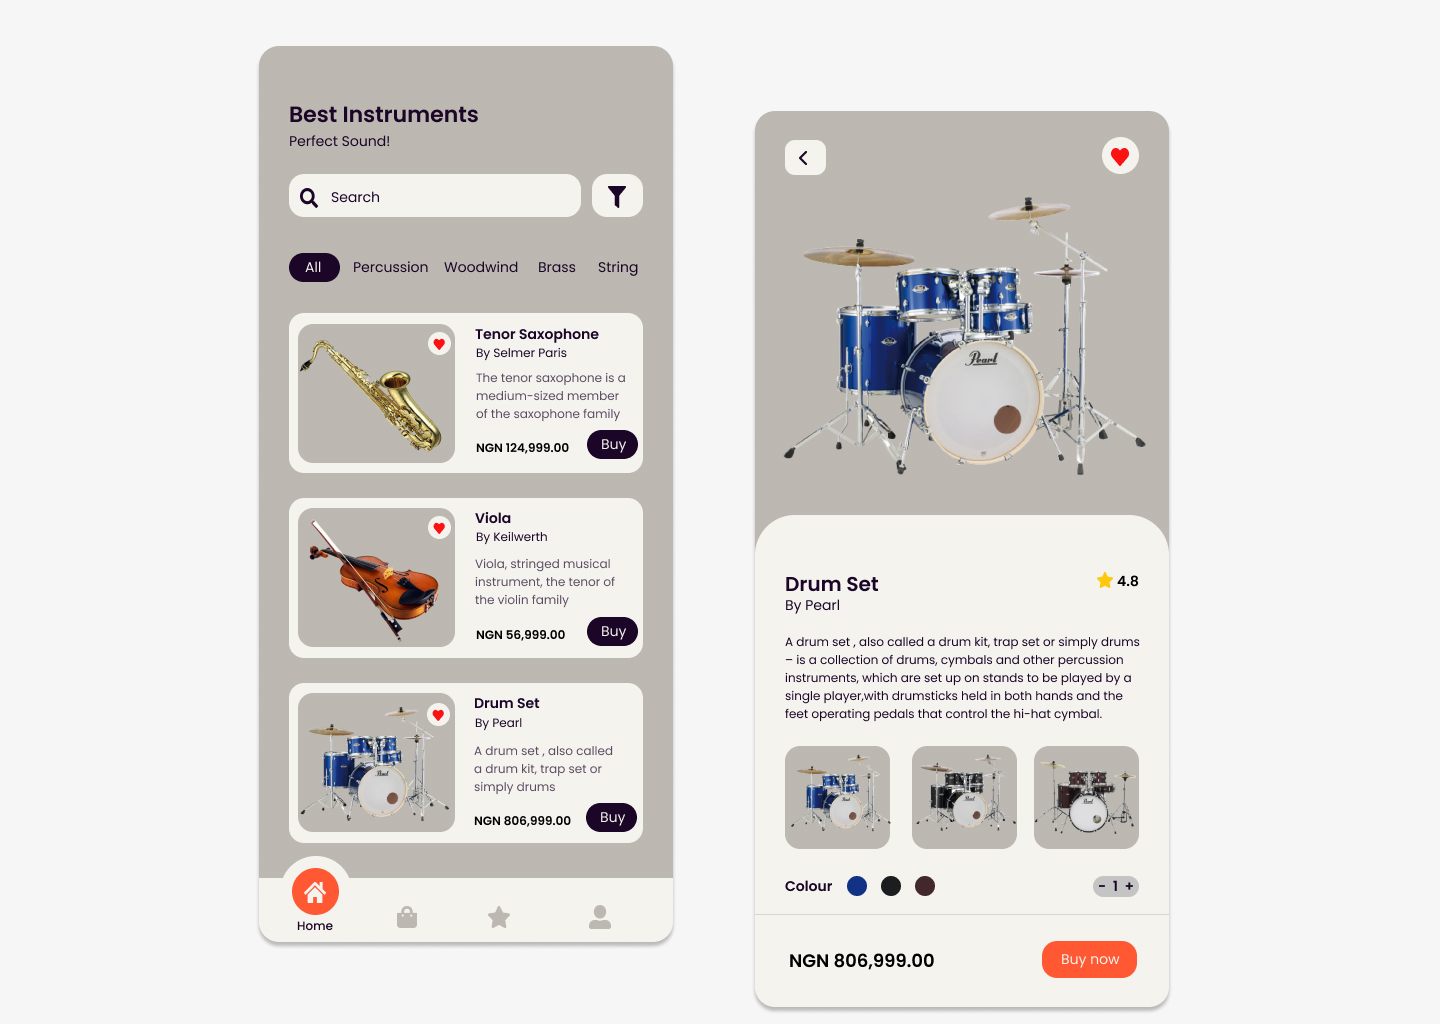 Best Instruments
Perfect Sound!
Search
All Percussion Woodwind Brass String
Tenor Saxophone
By Selmer Paris
The tenor saxophone is a
medium-sized member
of the saxophone family
NGN 124,999.00 Buy
Viola
By Keilwerth
Viola, stringed musical
instrument, the tenor of
the violin family
NGN 56,999.00 Buy
Drum Set
By Pearl
A drum set , also called
a drum kit, trap set or
simply drums
NGN 806,999.00 Buy
Pearl
Home
Pearl
Drum Set
4.8
By Pearl
A drum set , also called a drum kit, trap set or simply drums
– is a collection of drums, cymbals and other percussion
instruments, which are set up on stands to be played by a
single player,with drumsticks held in both hands and the
feet operating pedals that control the hi-hat cymbal.
Pearl Pearl Pearl
Colour - 1 +
NGN 806,999.00 Buy now